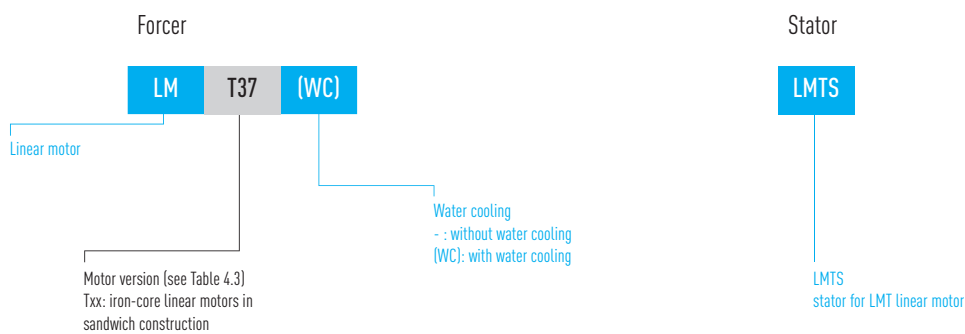 Forcer
Stator
LM T37 (WC)
LMTS
Linear motor
Water cooling
- : without water cooling
(WC): with water cooling
Motor version (see Table 4.3)
Txx: iron-core linear motors in
sandwich construction
LMTS
stator for LMT linear motor